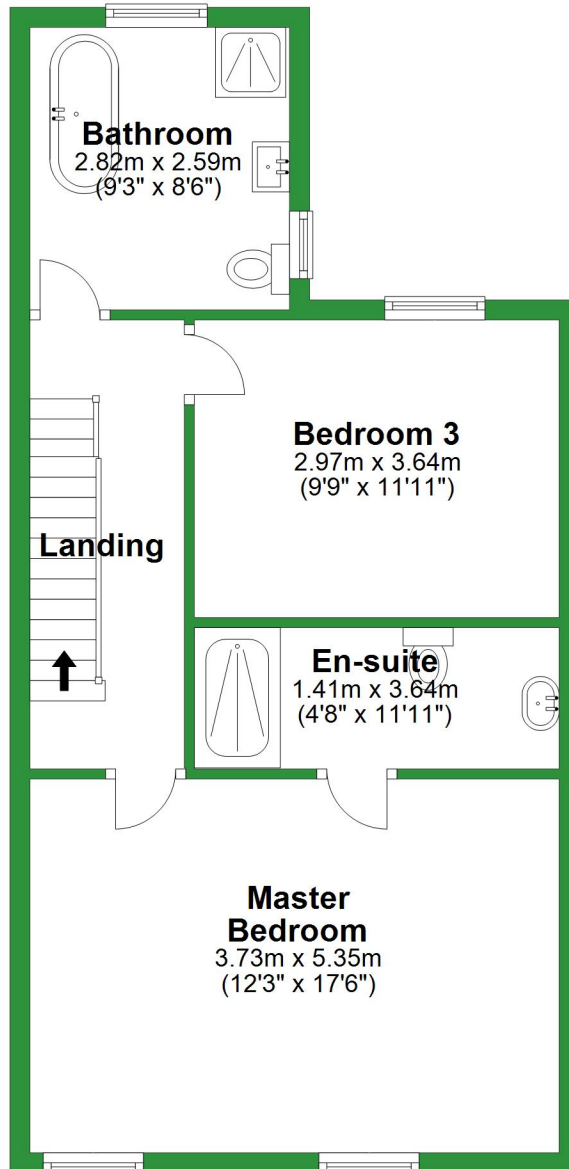 Bathroom
2.82m x 2.59m
(9'3" x 8'6")
Bedroom 3
2.97m x 3.64m
(9'9" x 11'11")
Landing
En-suite
1.41m x 3.64m
(4'8" x 11'11")
Master
Bedroom
3.73m x 5.35m
(12'3" x 17'6")